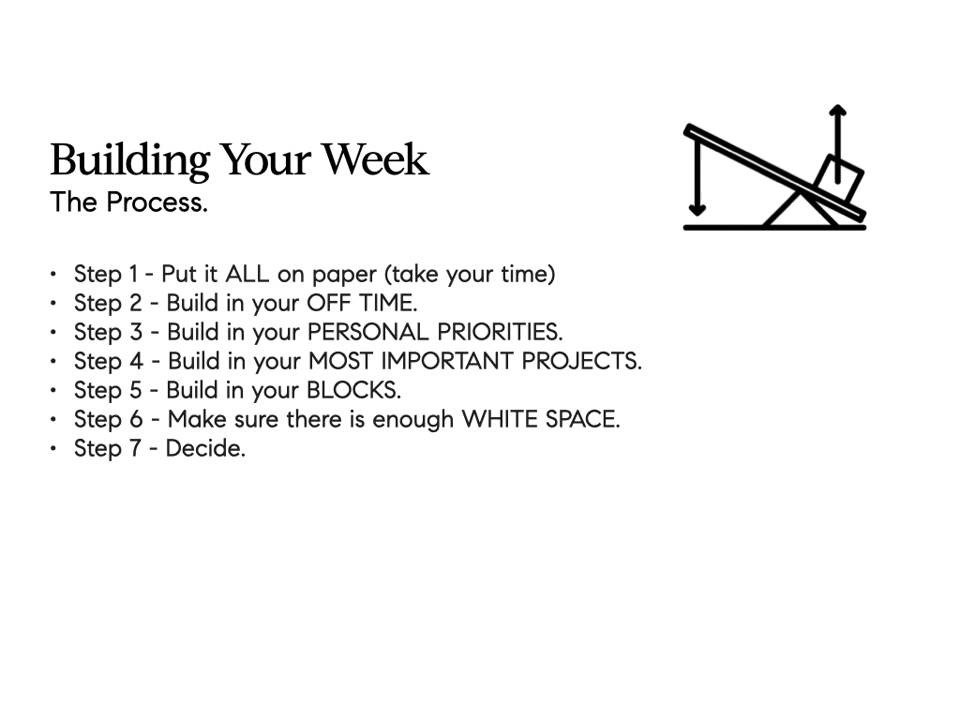 Building Your Week
The Process.
• Step 1 - Put it ALL on paper (take your time)
• Step 2 - Build in your OFF TIME.
• Step 3 - Build in your PERSONAL PRIORITIES.
• Step 4 - Build in your MOST IMPORTANT PROJECTS.
• Step 5 - Build in your BLOCKS.
• Step 6 - Make sure there is enough WHITE SPACE.
• Step 7 - Decide.